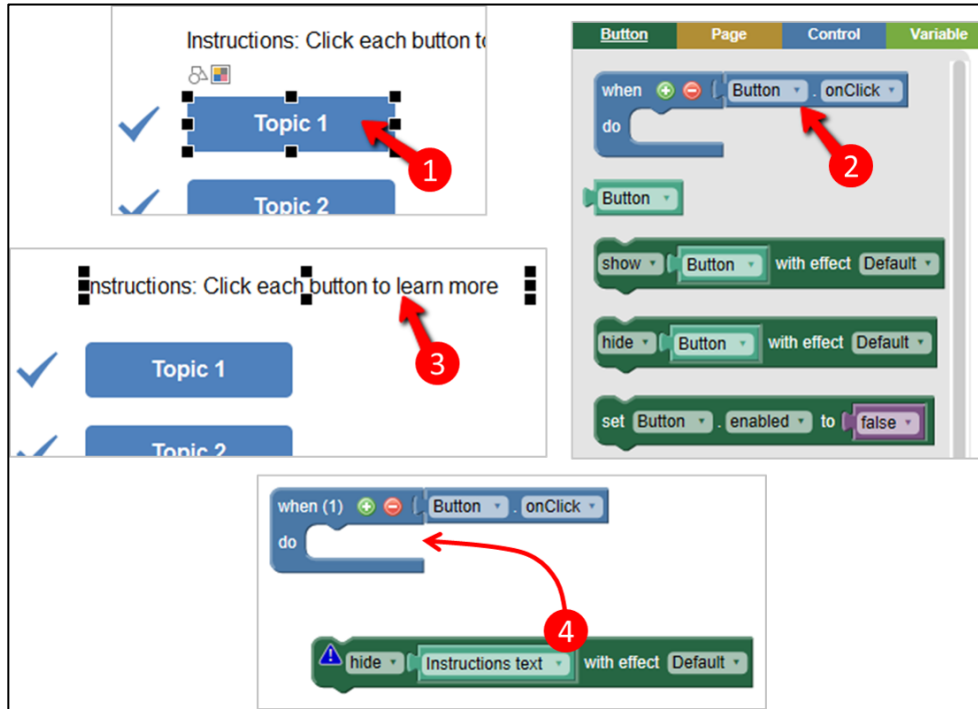 Instructions: Click each button to
Topic 1
1
Topic 2
Button Page Control Variable
when Button . onClick
do
2
Button
show Button with effect Default
hide Button with effect Default
set Button . enabled to false
Instructions: Click each button to learn more
3
Topic 1
Topic 2
when (1) Button . onClick
do
4
hide Instructions text with effect Default